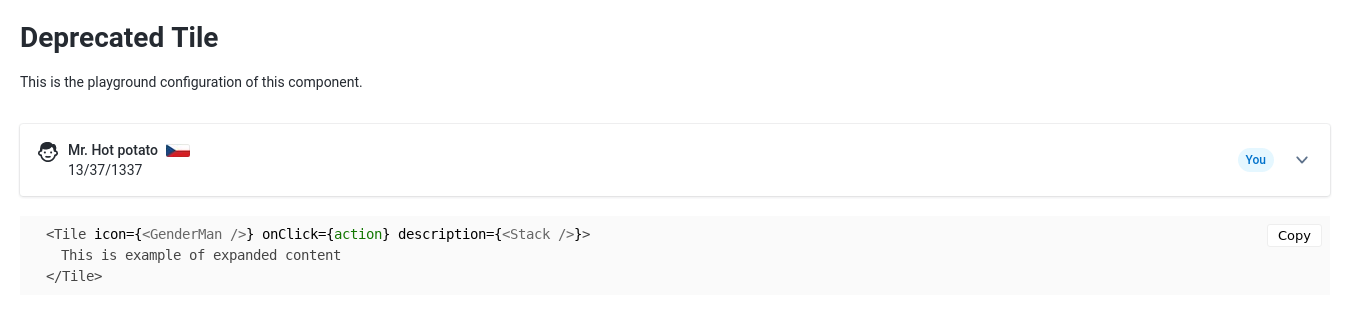 Deprecated Tile
This is the playground configuration of this component.
Mr. Hot potato
13/37/1337
You
<Tile icon={<GenderMan />} onClick={action} description={<Stack />}>
This is example of expanded content
</Tile>
Copy